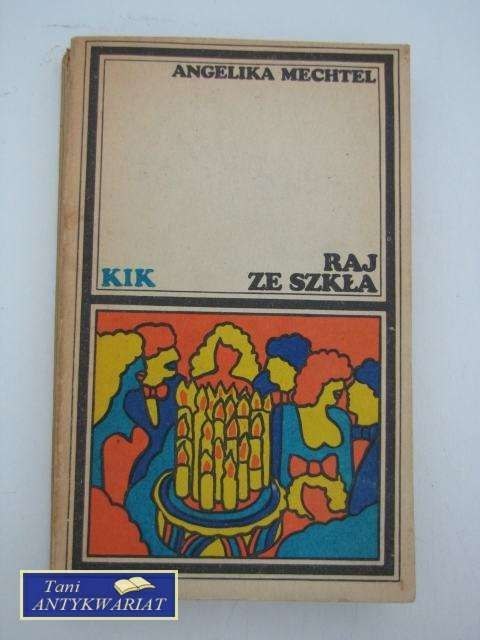 ANGELIKA MECHTEL
KIK
RAJ
ZE SZKŁA
Tani
ANTYKWARIAT